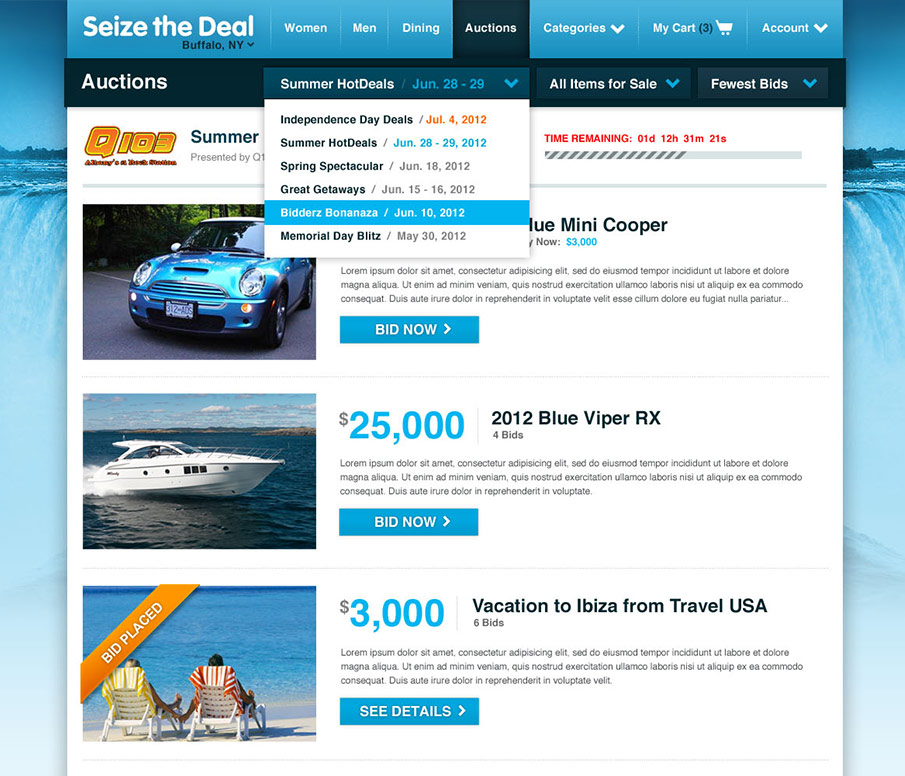 Seize the Deal
Buffalo, NY
Women
Men
Dining
Auctions
Categories
My Cart (3)
Account
Auctions
Summer HotDeals / Jun. 28 - 29
All Items for Sale
Fewest Bids
Independence Day Deals / Jul. 4, 2012
Summer HotDeals / Jun. 28 - 29, 2012
Spring Spectacular / Jun. 18, 2012
Great Getaways / Jun. 15 - 16, 2012
Bidderz Bonanaza / Jun. 10, 2012
Memorial Day Blitz / May 30, 2012
Q103
Albany's #1 Rock Station
Summer
Presented by Q1
TIME REMAINING: 01d 12h 31m 21s
Mini Cooper
Now: $3,000
Lorem ipsum dolor sit amet, consectetur adipisicing elit, sed do eiusmod tempor incididunt ut labore et dolore
magna aliqua. Ut enim ad minim veniam, quis nostrud exercitation ullamco laboris nisi ut aliquip ex ea commodo
consequat. Duis aute irure dolor in reprehenderit in voluptate velit esse cillum dolore eu fugiat nulla pariatur...
BID NOW
$25,000
2012 Blue Viper RX
4 Bids
Lorem ipsum dolor sit amet, consectetur adipisicing elit, sed do eiusmod tempor incididunt ut labore et dolore
magna aliqua. Ut enim ad minim veniam, quis nostrud exercitation ullamco laboris nisi ut aliquip ex ea commodo
consequat. Duis aute irure dolor in reprehenderit in voluptate.
BID NOW
BID PLACED
$3,000
Vacation to Ibiza from Travel USA
6 Bids
Lorem ipsum dolor sit amet, consectetur adipisicing elit, sed do eiusmod tempor incididunt ut labore et dolore
magna aliqua. Ut enim ad minim veniam, quis nostrud exercitation ullamco laboris nisi ut aliquip ex ea commodo
consequat. Duis aute irure dolor in reprehenderit in voluptate velit.
SEE DETAILS